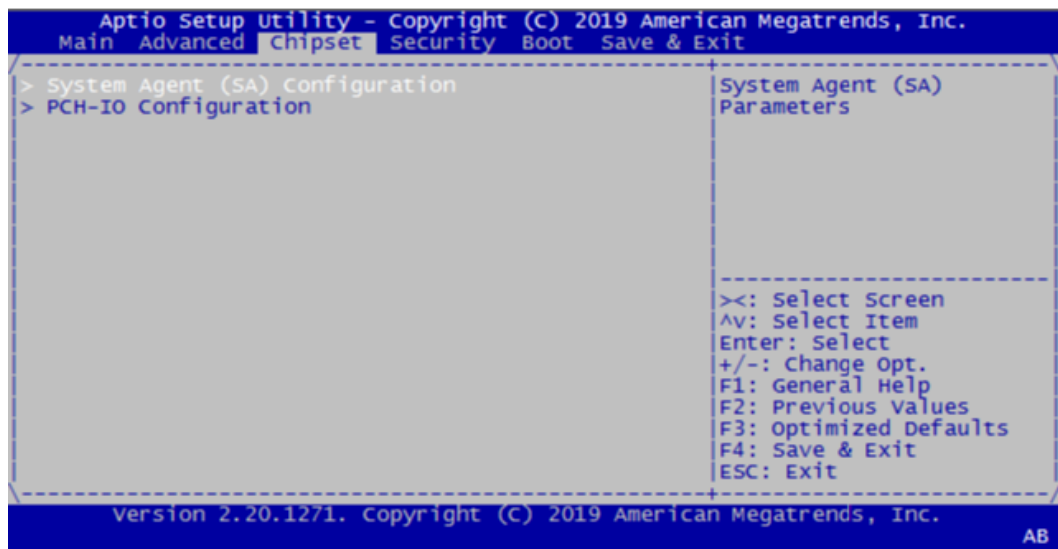 Aptio Setup Utility - Copyright (C) 2019 American Megatrends, Inc.
Main Advanced Chipset Security Boot Save & Exit
> System Agent (SA) Configuration
> PCH-IO Configuration
System Agent (SA)
Parameters
><: Select Screen
^v: Select Item
Enter: Select
+/-: Change Opt.
F1: General Help
F2: Previous Values
F3: Optimized Defaults
F4: Save & Exit
ESC: Exit
Version 2.20.1271. Copyright (C) 2019 American Megatrends, Inc.
AB